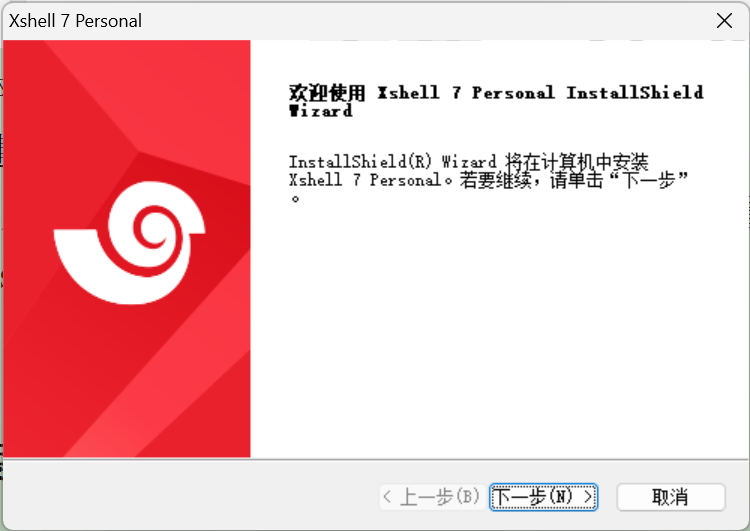 Xshell 7 Personal
欢迎使用 Xshell 7 Personal InstallShield
Wizard
InstallShield(R) Wizard 将在计算机中安装
Xshell 7 Personal。若要继续，请单击“下一步”
。
< 上一步(B) 下一步(N) > 取消